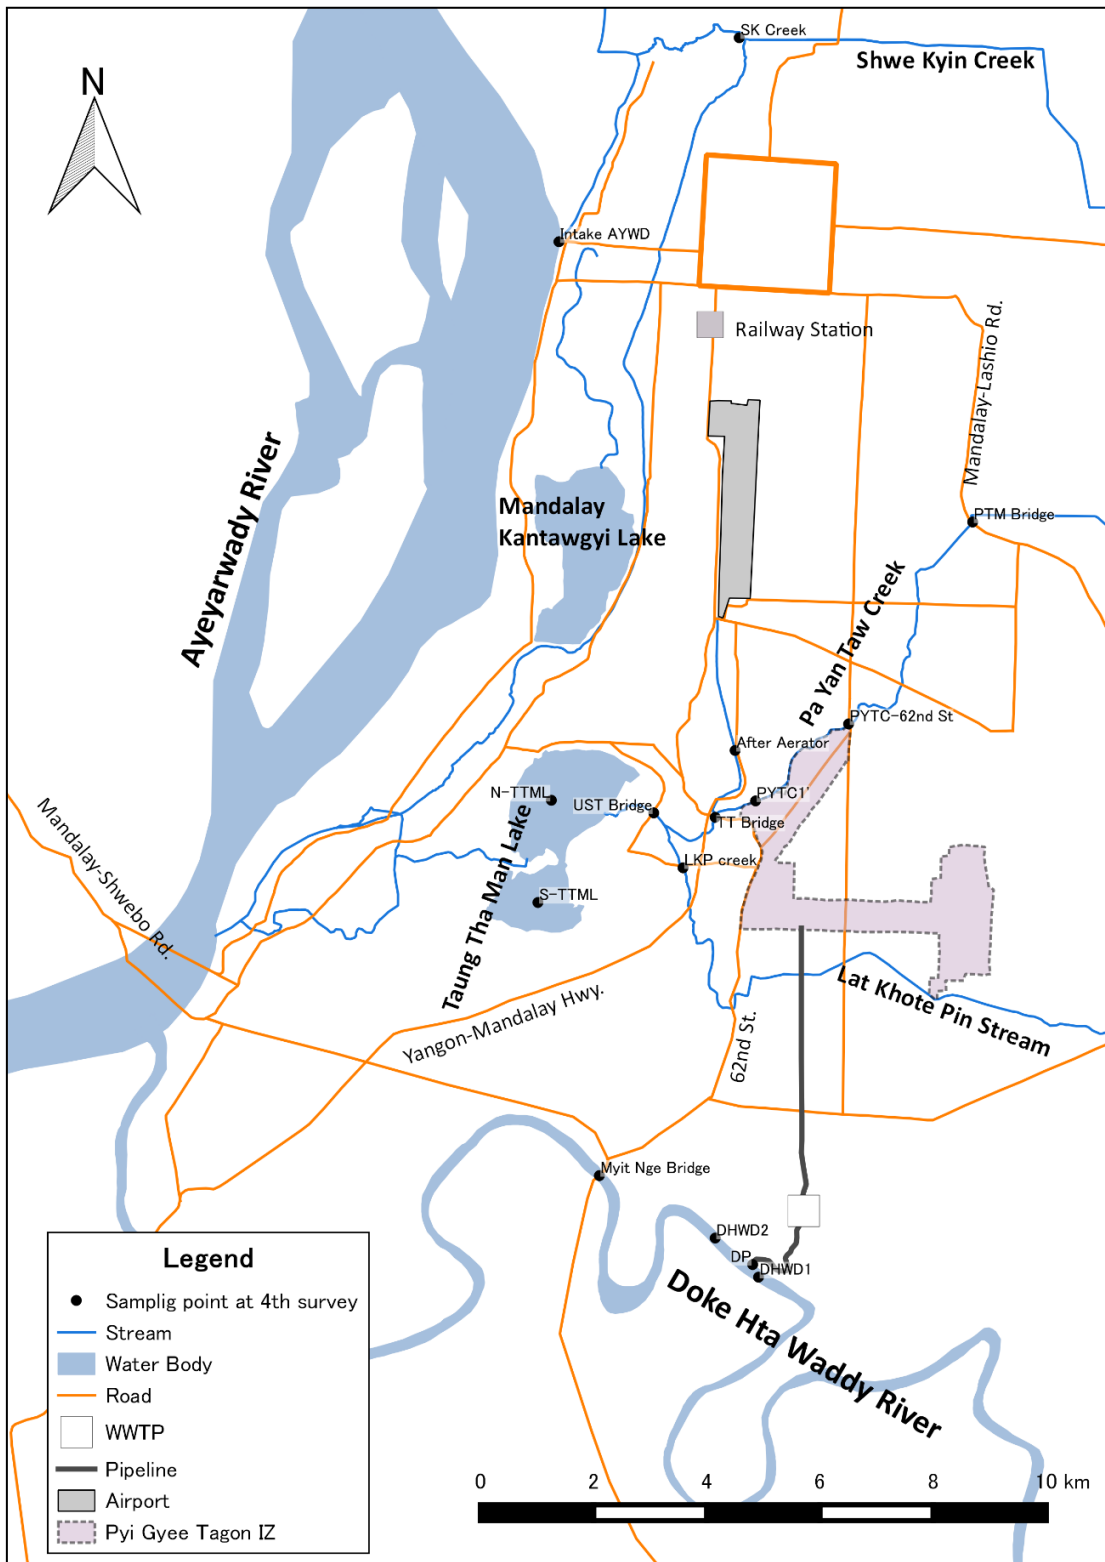 SK Creek
Shwe Kyin Creek
N
Intake AYWD
Railway Station
Mandalay-Lashio Rd.
Ayeyarwady River
Mandalay
Kantawgyi Lake
PTM Bridge
Pa Yan Taw Creek
PYTC-62nd St
After Aerator
N-TTML
PYTC1'
UST Bridge
TT Bridge
Mandalay-Shwebo Rd.
LKP creek
Taung Tha Man Lake
S-TTML
Lat Khote Pin Stream
Yangon-Mandalay Hwy.
62nd St.
Myit Nge Bridge
DHWD2
DP
DHWD1
Doke Hta Waddy River
Legend
Samplig point at 4th survey
Stream
Water Body
Road
WWTP
Pipeline
Airport
Pyi Gyee Tagon IZ
0 2 4 6 8 10 km